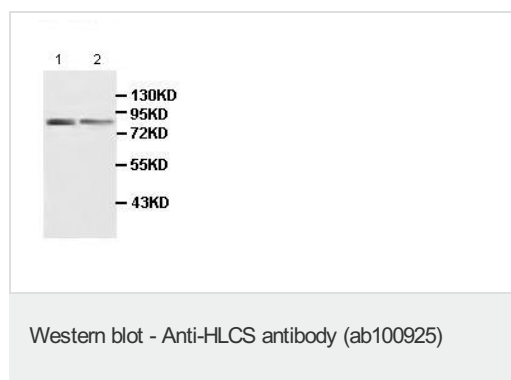 1 2
130KD
95KD
72KD
55KD
43KD
Western blot - Anti-HLCS antibody (ab100925)